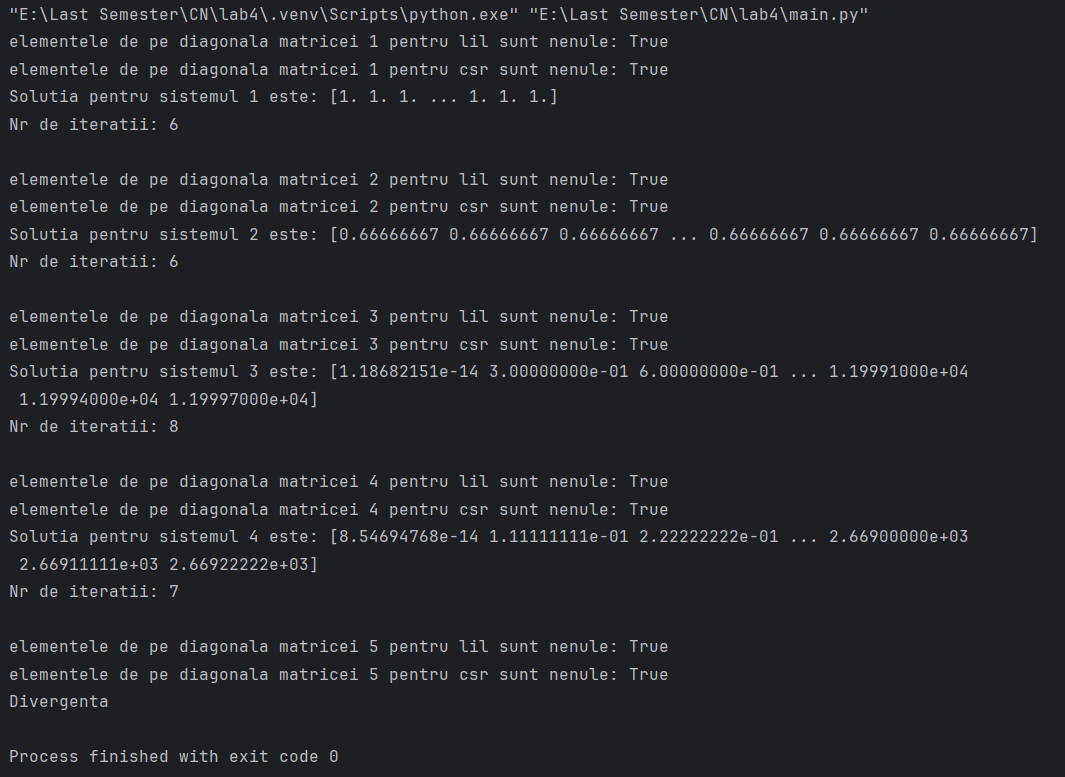 "E:\Last Semester\CN\lab4\.venv\Scripts\python.exe" "E:\Last Semester\CN\lab4\main.py"
elementele de pe diagonala matricei 1 pentru lil sunt nenule: True
elementele de pe diagonala matricei 1 pentru csr sunt nenule: True
Solutia pentru sistemul 1 este: [1. 1. 1. ... 1. 1. 1.]
Nr de iteratii: 6
elementele de pe diagonala matricei 2 pentru lil sunt nenule: True
elementele de pe diagonala matricei 2 pentru csr sunt nenule: True
Solutia pentru sistemul 2 este: [0.66666667 0.66666667 0.66666667 ... 0.66666667 0.66666667 0.66666667]
Nr de iteratii: 6
elementele de pe diagonala matricei 3 pentru lil sunt nenule: True
elementele de pe diagonala matricei 3 pentru csr sunt nenule: True
Solutia pentru sistemul 3 este: [1.18682151e-14 3.00000000e-01 6.00000000e-01 ... 1.19991000e+04
 1.19994000e+04 1.19997000e+04]
Nr de iteratii: 8
elementele de pe diagonala matricei 4 pentru lil sunt nenule: True
elementele de pe diagonala matricei 4 pentru csr sunt nenule: True
Solutia pentru sistemul 4 este: [8.54694768e-14 1.11111111e-01 2.22222222e-01 ... 2.66900000e+03
 2.66911111e+03 2.66922222e+03]
Nr de iteratii: 7
elementele de pe diagonala matricei 5 pentru lil sunt nenule: True
elementele de pe diagonala matricei 5 pentru csr sunt nenule: True
Divergenta
Process finished with exit code 0